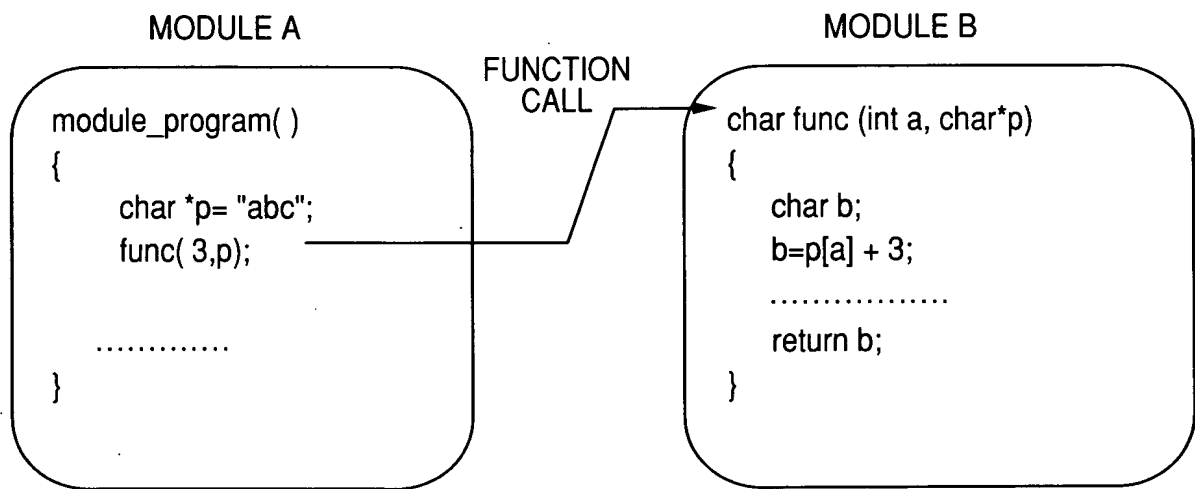 MODULE A
module_program( )
{
char *p= "abc";
func( 3,p);
.............
}
FUNCTION
CALL
MODULE B
char func (int a, char*p)
{
char b;
b=p[a] + 3;
.................
return b;
}